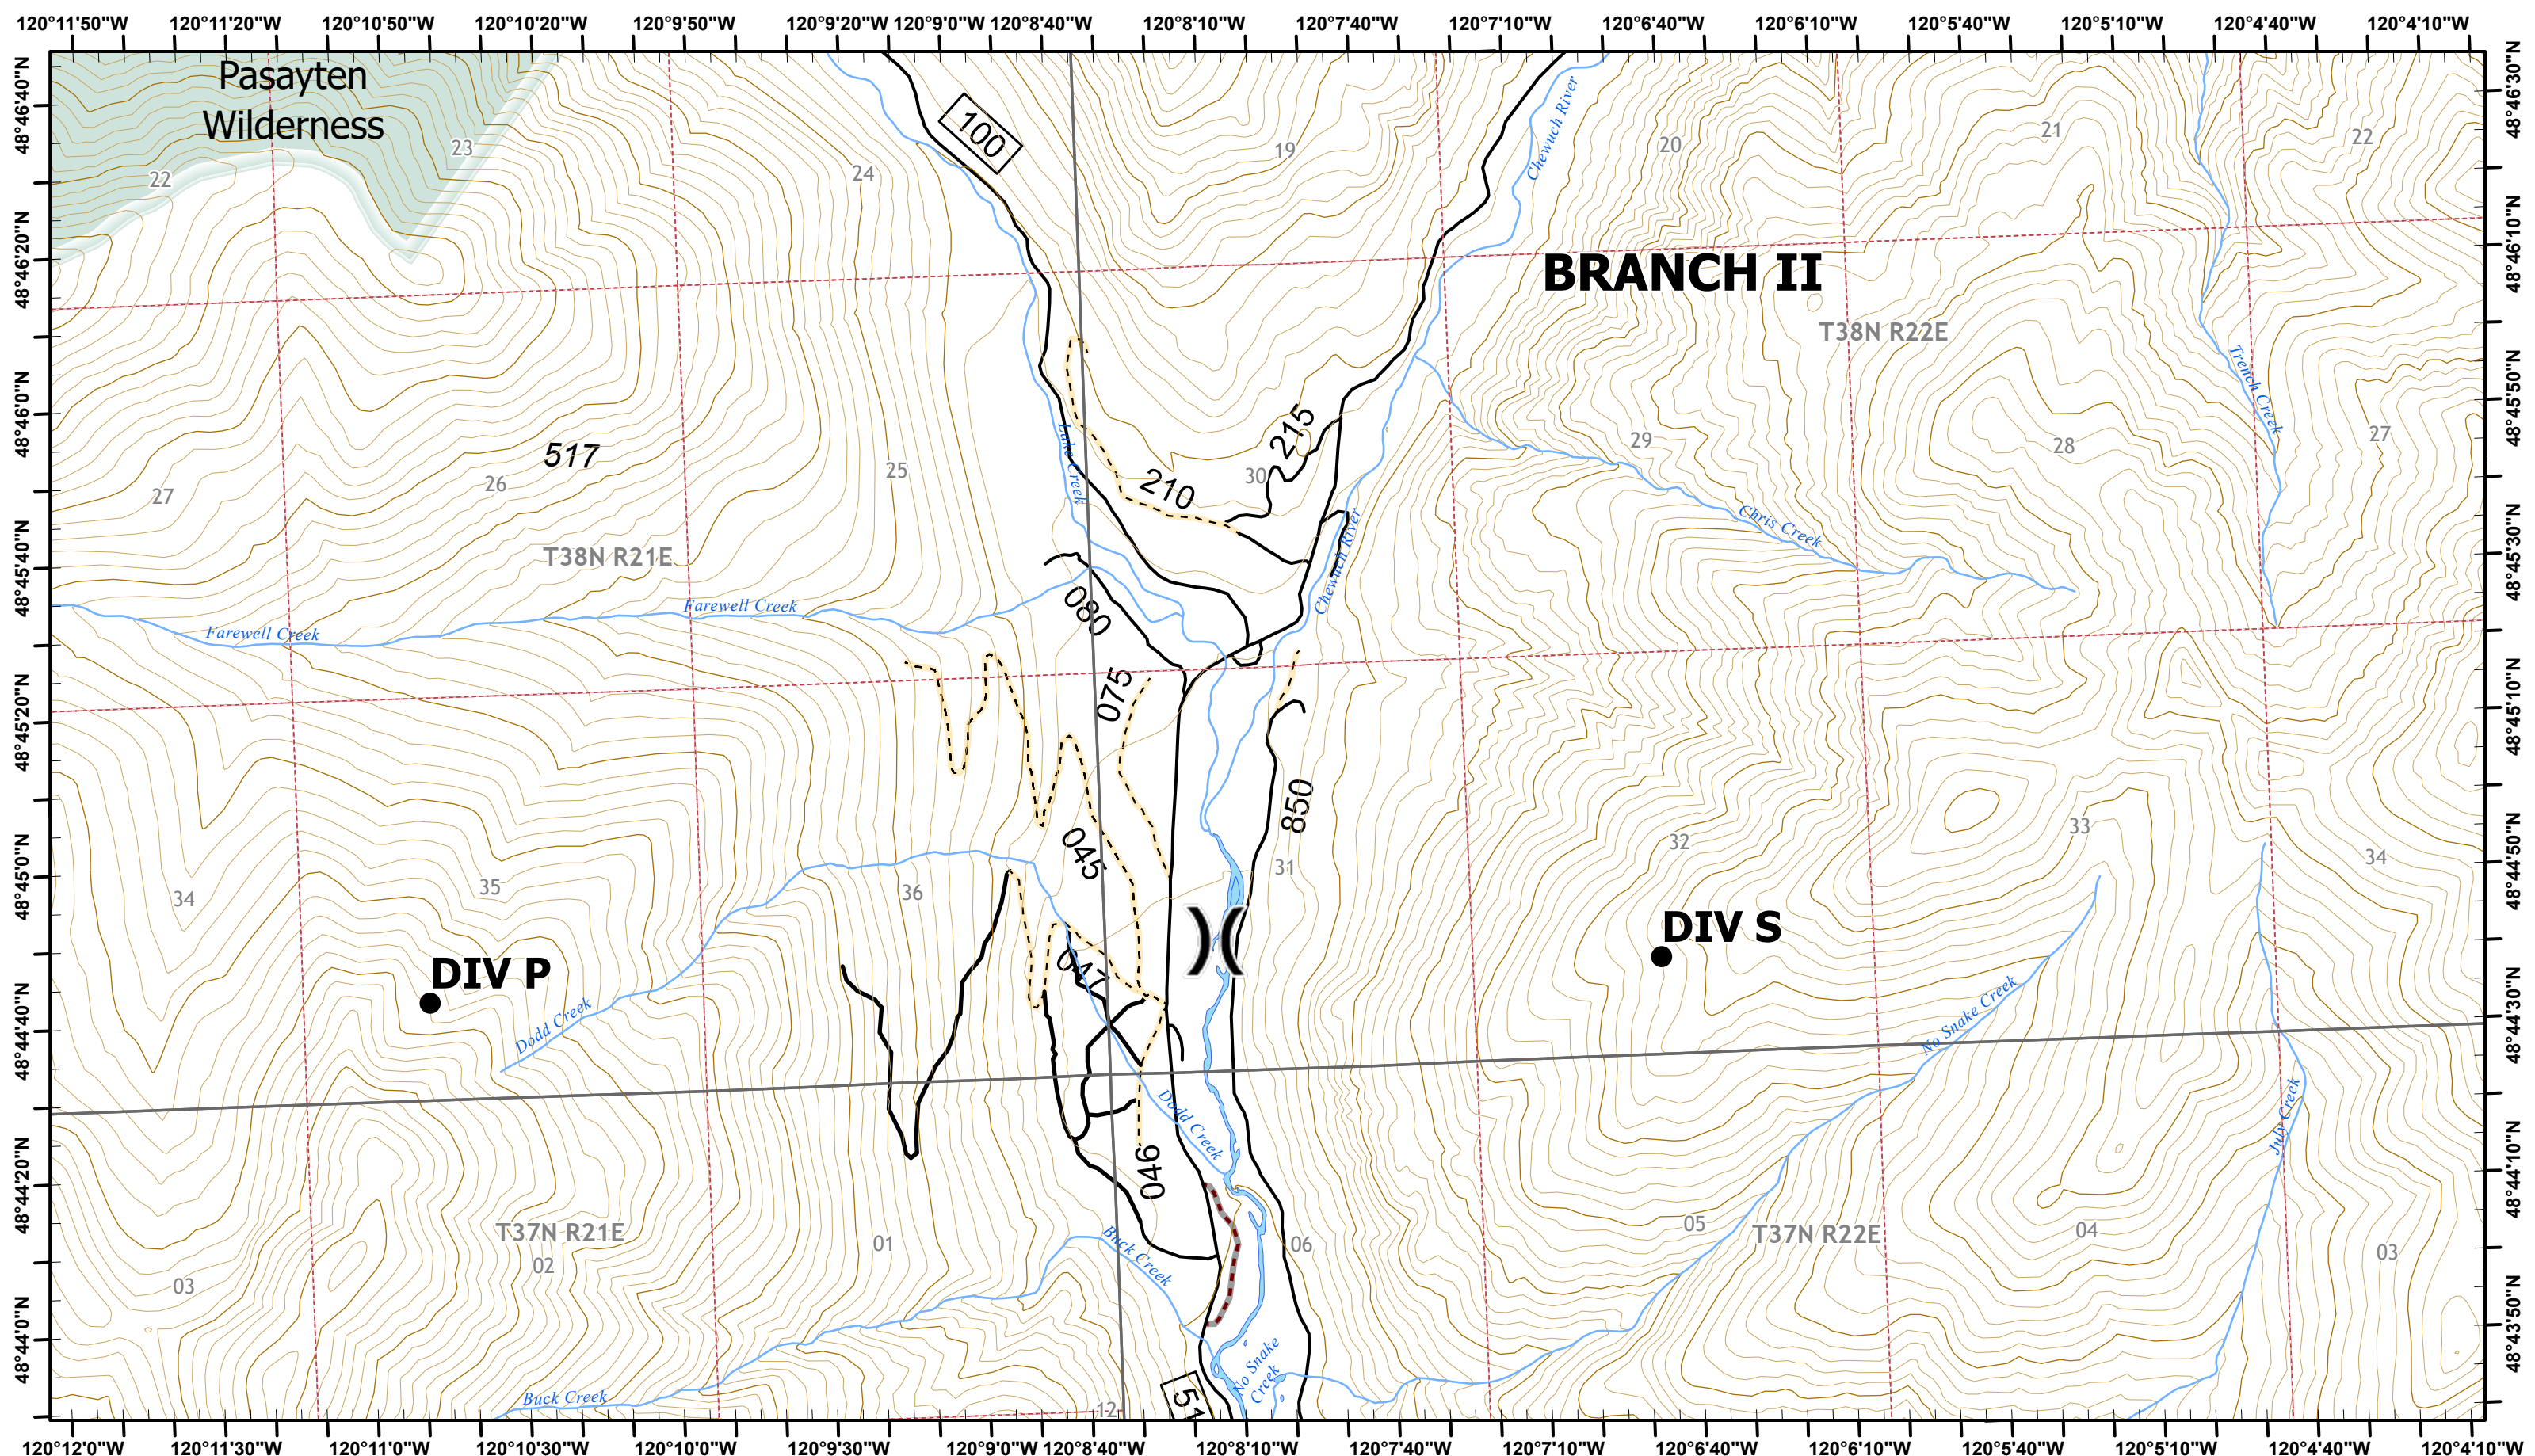 120°11'50"W 120°11'20"W 120°10'50"W 120°10'20"W 120°9'50"W 120°9'20"W 120°9'0"W 120°8'40"W 120°8'10"W 120°7'40"W 120°7'10"W 120°6'40"W 120°6'10"W 120°5'40"W 120°5'10"W 120°4'40"W 120°4'10"W
48°46'40"N
48°46'20"N
48°46'0"N
48°45'40"N
48°45'20"N
48°45'0"N
48°44'40"N
48°44'20"N
48°44'0"N
48°46'30"N
48°46'10"N
48°45'50"N
48°45'30"N
48°45'10"N
48°44'50"N
48°44'30"N
48°44'10"N
48°43'50"N
Pasayten
Wilderness
22
23
24
100
19
Chewuch River
20
21
22
BRANCH II
T38N R22E
Trench Creek
517
27
26
25
Lake Creek
210
30
215
29
28
27
T38N R21E
Chris Creek
Chewuch River
Farewell Creek
Farewell Creek
080
075
850
045
31
32
33
34
34
35
36
DIV P
DIV S
047
Dodd Creek
No Snake Creek
Dodd Creek
July Creek
046
T37N R21E
T37N R22E
03
02
01
06
05
04
03
Buck Creek
Buck Creek
No Snake
Creek
51
12
120°12'0"W 120°11'30"W 120°11'0"W 120°10'30"W 120°10'0"W 120°9'30"W 120°9'0"W 120°8'40"W 120°8'10"W 120°7'40"W 120°7'10"W 120°6'40"W 120°6'10"W 120°5'40"W 120°5'10"W 120°4'40"W 120°4'10"W